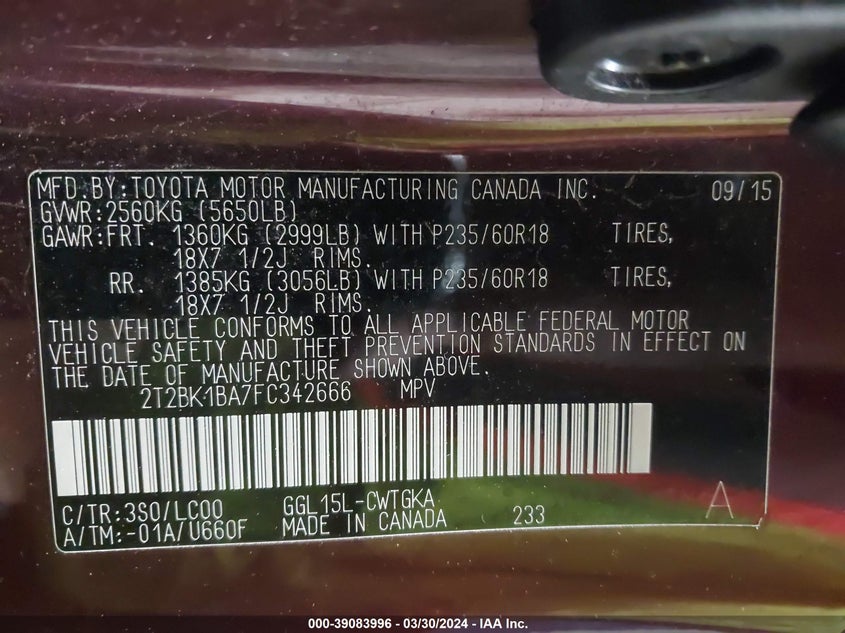 MFD.BY:TOYOTA MOTOR MANUFACTURING CANADA INC. 09/15
GVWR:2560KG (5650LB)
GAWR:FRT. 1360KG (2999LB) WITH P235/60R18 TIRES,
18X7 1/2J RIMS.
RR. 1385KG (3056LB) WITH P235/60R18 TIRES,
18X7 1/2J RIMS.
THIS VEHICLE CONFORMS TO ALL APPLICABLE FEDERAL MOTOR
VEHICLE SAFETY AND THEFT PREVENTION STANDARDS IN EFFECT ON
THE DATE OF MANUFACTURE SHOWN ABOVE.
2T2BK1BA7FC342666 MPV
C/TR:3S0/LC00 GGL15L-CWTGKA
A/TM:-01A/U660F MADE IN CANADA 233 A
000-39083996 - 03/30/2024 - IAA Inc.